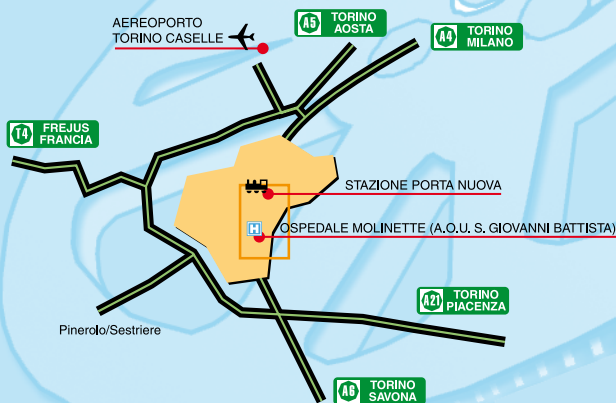 AEREOPORTO
TORINO CASELLE
A5 TORINO
AOSTA
A4 TORINO
MILANO
T4 FREJUS
FRANCIA
STAZIONE PORTA NUOVA
H OSPEDALE MOLINETTE (A.O.U. S. GIOVANNI BATTISTA)
A21 TORINO
PIACENZA
Pinerolo/Sestriere
A6 TORINO
SAVONA